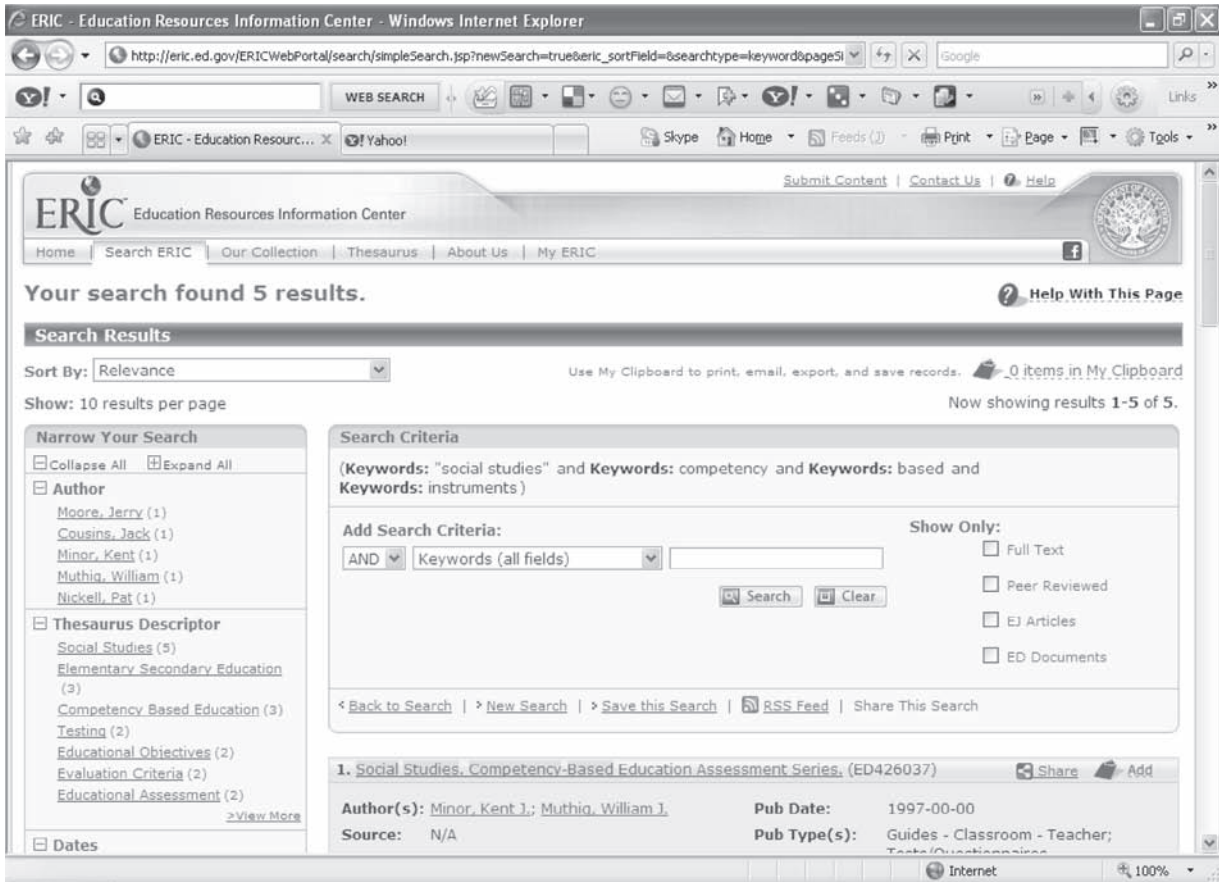 ERIC - Education Resources Information Center - Windows Internet Explorer
http://eric.ed.gov/ERICWebPortal/search/simpleSearch.jsp?newSearch=true&eric_sortField=&searchtype=keyword&pageSi
Google
WEB SEARCH
Links
ERIC - Education Resourc...
Yahoo!
Skype
Home
Feeds (J)
Print
Page
Tools
Submit Content | Contact Us | Help
ERIC Education Resources Information Center
Home | Search ERIC | Our Collection | Thesaurus | About Us | My ERIC
Your search found 5 results.
Help With This Page
Search Results
Sort By: Relevance
Use My Clipboard to print, email, export, and save records.
0 items in My Clipboard
Show: 10 results per page
Now showing results 1-5 of 5.
Narrow Your Search
Collapse All Expand All
Author
Moore, Jerry (1)
Cousins, Jack (1)
Minor, Kent (1)
Muthig, William (1)
Nickell, Pat (1)
Thesaurus Descriptor
Social Studies (5)
Elementary Secondary Education
(3)
Competency Based Education (3)
Testing (2)
Educational Objectives (2)
Evaluation Criteria (2)
Educational Assessment (2)
>View More
Dates
Search Criteria
(Keywords: "social studies" and Keywords: competency and Keywords: based and
Keywords: instruments)
Add Search Criteria:
AND Keywords (all fields)
Search Clear
Show Only:
Full Text
Peer Reviewed
EJ Articles
ED Documents
< Back to Search | > New Search | > Save this Search | RSS Feed | Share This Search
1. Social Studies. Competency-Based Education Assessment Series. (ED426037)
Share Add
Author(s): Minor, Kent J.; Muthig, William J.
Pub Date: 1997-00-00
Source: N/A
Pub Type(s): Guides - Classroom - Teacher;
Tests/Questionnaires
Internet
100%